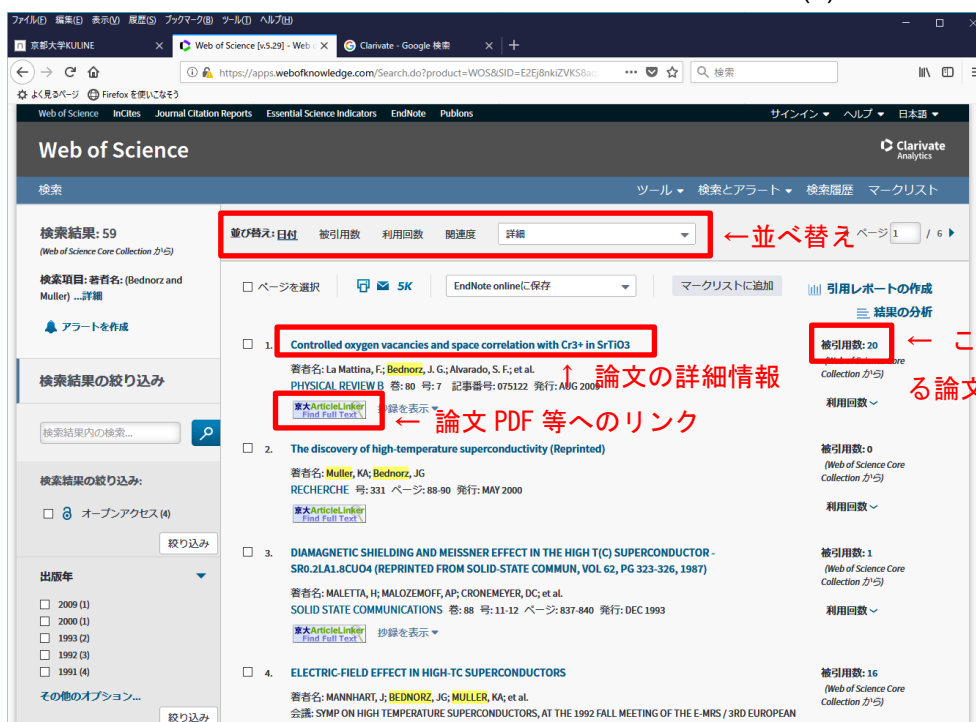 ファイル(F) 編集(E) 表示(V) 履歴(S) ブックマーク(B) ツール(T) ヘルプ(H)
京都大学KULINE
Web of Science [v.5.29] - Web
Clarivate - Google 検索
https://apps.webofknowledge.com/Search.do?product=WOS&SID=E2Ej8nkiZVKS8aq
検索
よく見るページ Firefox を使いこなそう
Web of Science InCites Journal Citation Reports Essential Science Indicators EndNote Publons サインイン ヘルプ 日本語
Web of Science
Clarivate
Analytics
検索 ツール 検索とアラート 検索履歴 マークリスト
検索結果: 59
(Web of Science Core Collection から)
並び替え: 日付 被引用数 利用回数 関連度 詳細
←並べ替え
ページ 1 / 6
検索項目: 著者名: (Bednorz and
Muller) ...詳細
アラートを作成
ページを選択 5K EndNote onlineに保存 マークリストに追加
引用レポートの作成
結果の分析
1. Controlled oxygen vacancies and space correlation with Cr3+ in SrTiO3
著者名: La Mattina, F.; Bednorz, J. G.; Alvarado, S. F.; et al.
PHYSICAL REVIEW B 巻: 80 号: 7 記事番号: 075122 発行: AUG 2009
↑ 論文の詳細情報
京大ArticleLinker
Find Full Text
抄録を表示
← 論文 PDF 等へのリンク
被引用数: 20
Collection から)
利用回数
← こ
る論文
検索結果の絞り込み
検索結果内の検索...
検索結果の絞り込み:
オープンアクセス (4)
絞り込み
2. The discovery of high-temperature superconductivity (Reprinted)
著者名: Muller, KA; Bednorz, JG
RECHERCHE 号: 331 ページ: 88-90 発行: MAY 2000
京大ArticleLinker
Find Full Text
被引用数: 0
(Web of Science Core
Collection から)
利用回数
3. DIAMAGNETIC SHIELDING AND MEISSNER EFFECT IN THE HIGH T(C) SUPERCONDUCTOR -
SR0.2LA1.8CUO4 (REPRINTED FROM SOLID-STATE COMMUN, VOL 62, PG 323-326, 1987)
著者名: MALETTA, H; MALOZEMOFF, AP; CRONEMEYER, DC; et al.
SOLID STATE COMMUNICATIONS 巻: 88 号: 11-12 ページ: 837-840 発行: DEC 1993
京大ArticleLinker
Find Full Text
抄録を表示
被引用数: 1
(Web of Science Core
Collection から)
利用回数
出版年
2009 (1)
2000 (1)
1993 (2)
1992 (3)
1991 (4)
その他のオプション...
絞り込み
4. ELECTRIC-FIELD EFFECT IN HIGH-TC SUPERCONDUCTORS
著者名: MANNHART, J; BEDNORZ, JG; MULLER, KA; et al.
会議: SYMP ON HIGH TEMPERATURE SUPERCONDUCTORS, AT THE 1992 FALL MEETING OF THE E-MRS / 3RD EUROPEAN
被引用数: 16
(Web of Science Core
Collection から)